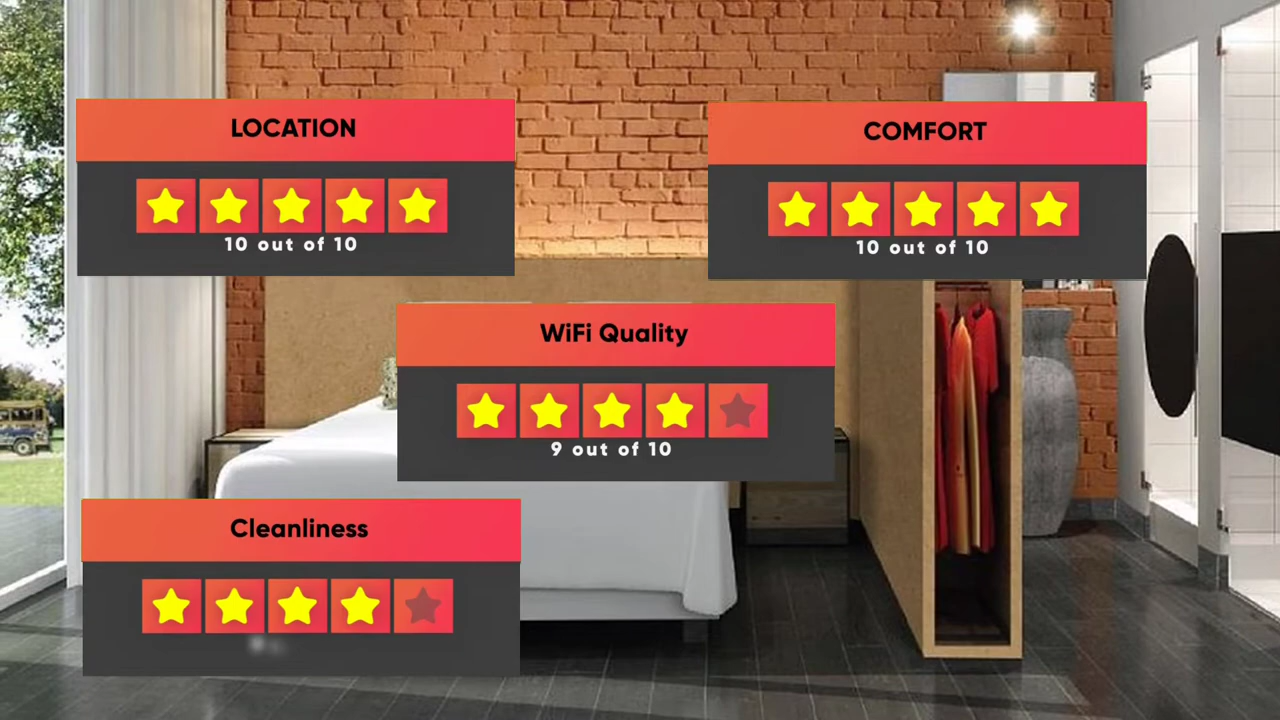 LOCATION
10 out of 10
COMFORT
10 out of 10
WiFi Quality
9 out of 10
Cleanliness